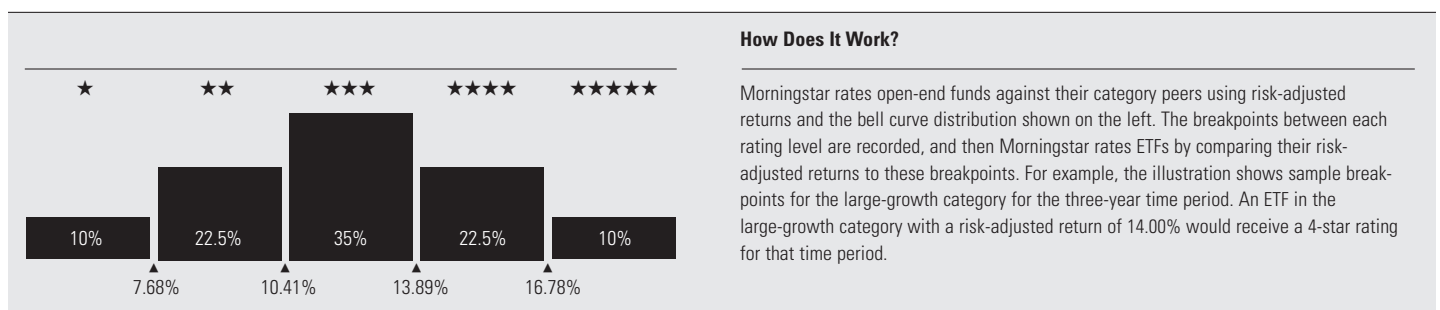 ★ ★★ ★★★ ★★★★ ★★★★★
10% 22.5% 35% 22.5% 10%
7.68% 10.41% 13.89% 16.78%
How Does It Work?
Morningstar rates open-end funds against their category peers using risk-adjusted
returns and the bell curve distribution shown on the left. The breakpoints between each
rating level are recorded, and then Morningstar rates ETFs by comparing their risk-
adjusted returns to these breakpoints. For example, the illustration shows sample break-
points for the large-growth category for the three-year time period. An ETF in the
large-growth category with a risk-adjusted return of 14.00% would receive a 4-star rating
for that time period.